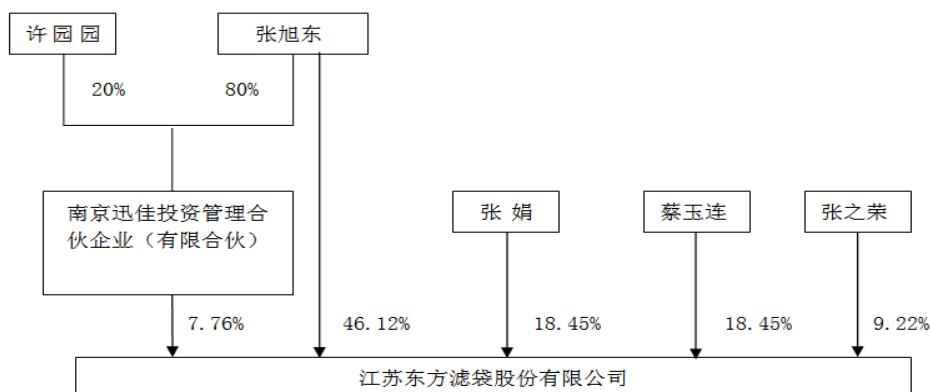 许园园
张旭东
20%
80%
南京迅佳投资管理合
伙企业（有限合伙）
张 娟
蔡玉连
张之荣
7.76%
46.12%
18.45%
18.45%
9.22%
江苏东方滤袋股份有限公司